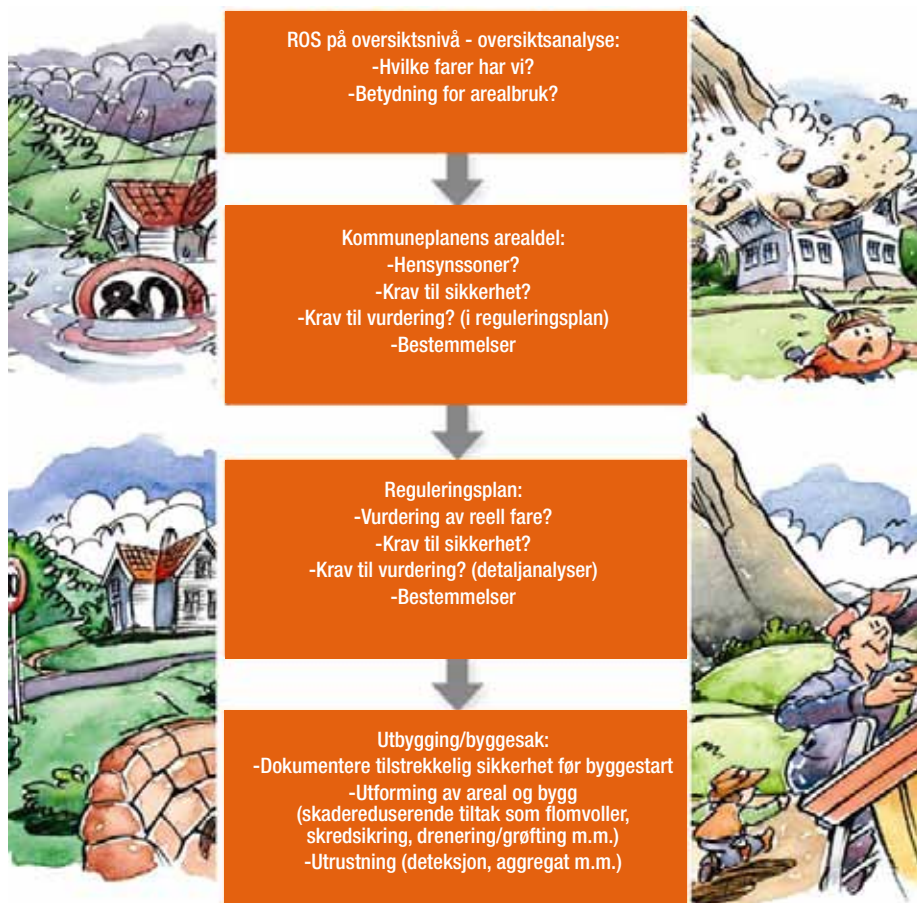 ROS på oversiktsnivå - oversiktsanalyse:
-Hvilke farer har vi?
-Betydning for arealbruk?
Kommuneplanens arealdel:
-Hensynssoner?
-Krav til sikkerhet?
-Krav til vurdering? (i reguleringsplan)
-Bestemmelser
80
Reguleringsplan:
-Vurdering av reell fare?
-Krav til sikkerhet?
-Krav til vurdering? (detaljanalyser)
-Bestemmelser
Utbygging/byggesak:
-Dokumentere tilstrekkelig sikkerhet før byggestart
-Utforming av areal og bygg
(skadereduserende tiltak som flomvoller,
skredsikring, drenering/grøfting m.m.)
-Utrustning (deteksjon, aggregat m.m.)